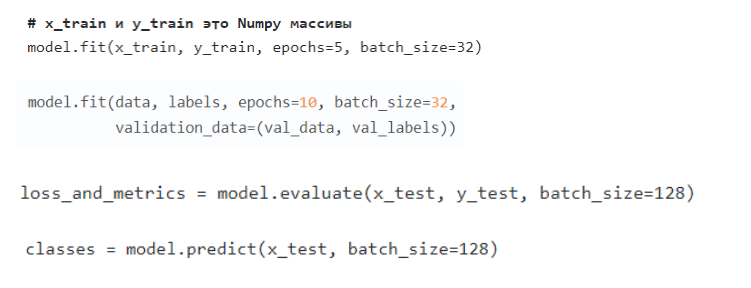 # x_train и y_train это Numpy массивы
model.fit(x_train, y_train, epochs=5, batch_size=32)
model.fit(data, labels, epochs=10, batch_size=32,
validation_data=(val_data, val_labels))
loss_and_metrics = model.evaluate(x_test, y_test, batch_size=128)
classes = model.predict(x_test, batch_size=128)